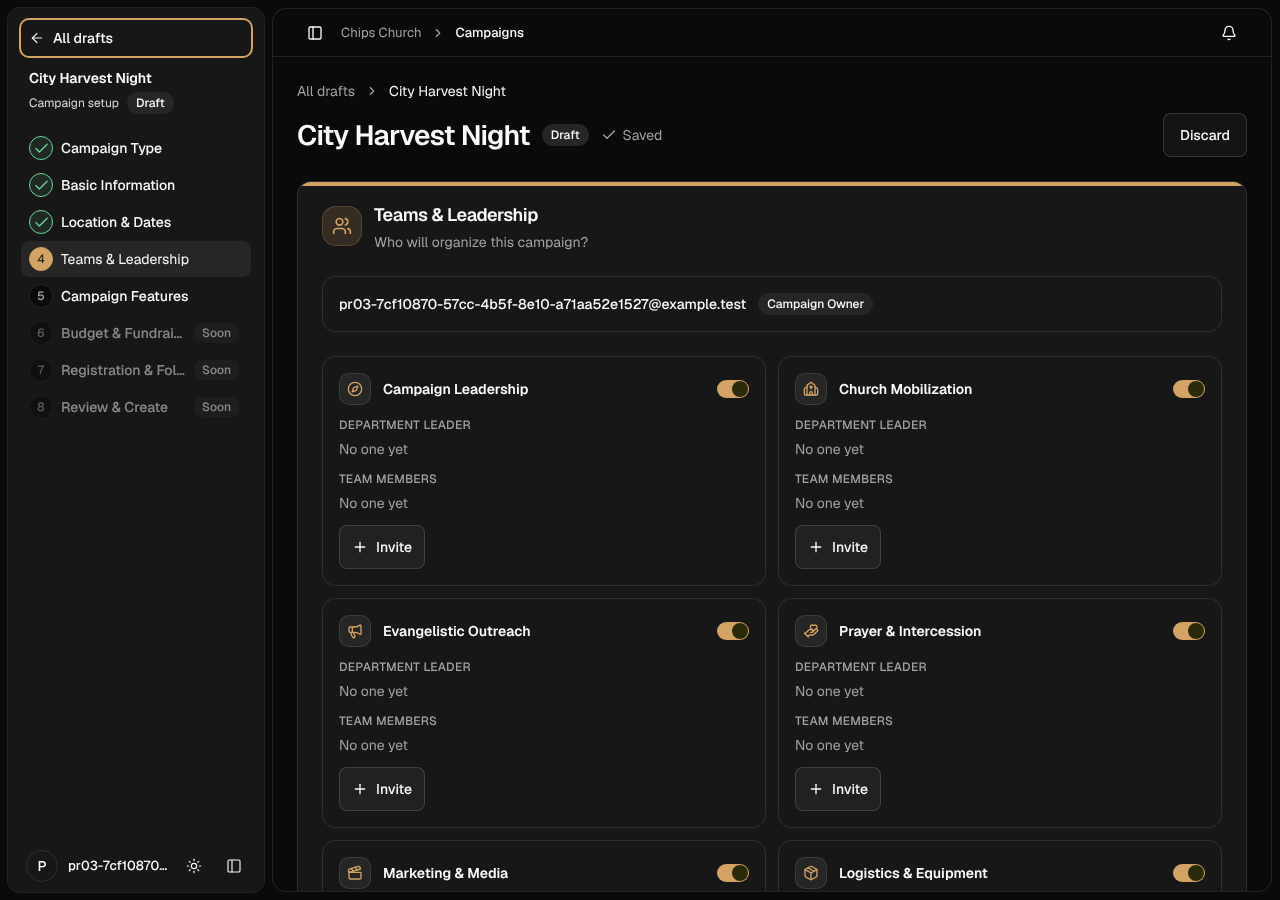 All drafts
City Harvest Night
Campaign setup Draft
Campaign Type
Basic Information
Location & Dates
4 Teams & Leadership
5 Campaign Features
6 Budget & Fundrai... Soon
7 Registration & Fol... Soon
8 Review & Create Soon
P pr03-7cf10870...
Chips Church > Campaigns
All drafts > City Harvest Night
City Harvest Night Draft Saved
Discard
Teams & Leadership
Who will organize this campaign?
pr03-7cf10870-57cc-4b5f-8e10-a71aa52e1527@example.test Campaign Owner
Campaign Leadership
DEPARTMENT LEADER
No one yet
TEAM MEMBERS
No one yet
+ Invite
Church Mobilization
DEPARTMENT LEADER
No one yet
TEAM MEMBERS
No one yet
+ Invite
Evangelistic Outreach
DEPARTMENT LEADER
No one yet
TEAM MEMBERS
No one yet
+ Invite
Prayer & Intercession
DEPARTMENT LEADER
No one yet
TEAM MEMBERS
No one yet
+ Invite
Marketing & Media
Logistics & Equipment